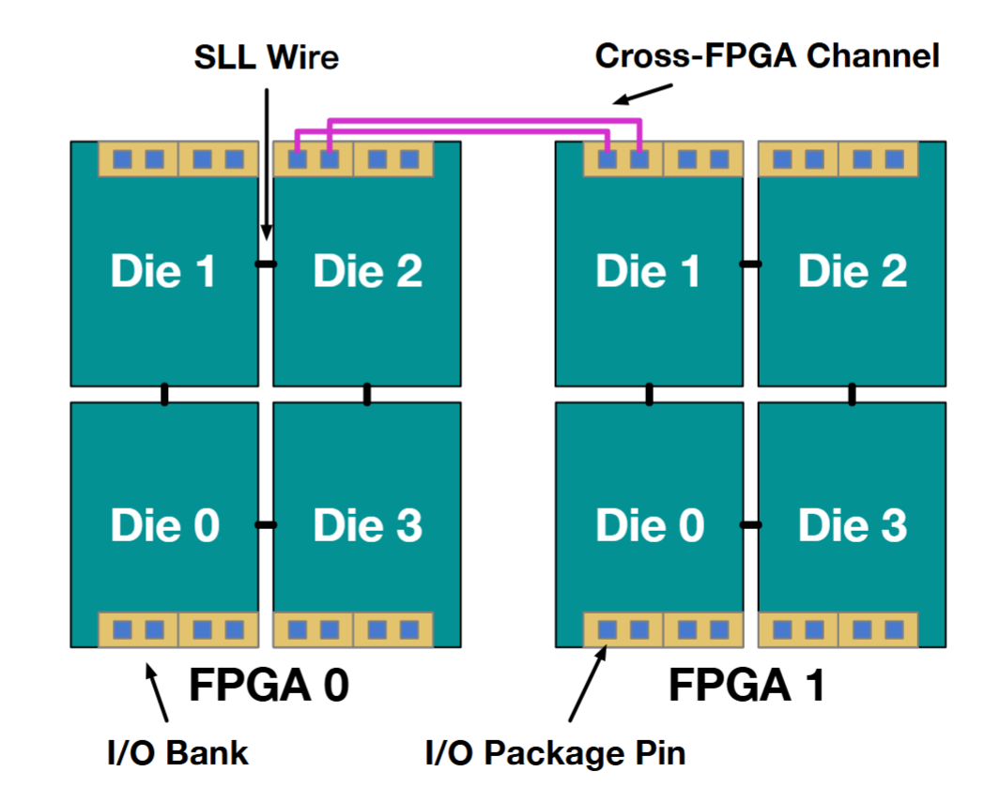 SLL Wire
Cross-FPGA Channel
Die 1
Die 2
Die 1
Die 2
Die 0
Die 3
Die 0
Die 3
FPGA 0
FPGA 1
I/O Bank
I/O Package Pin